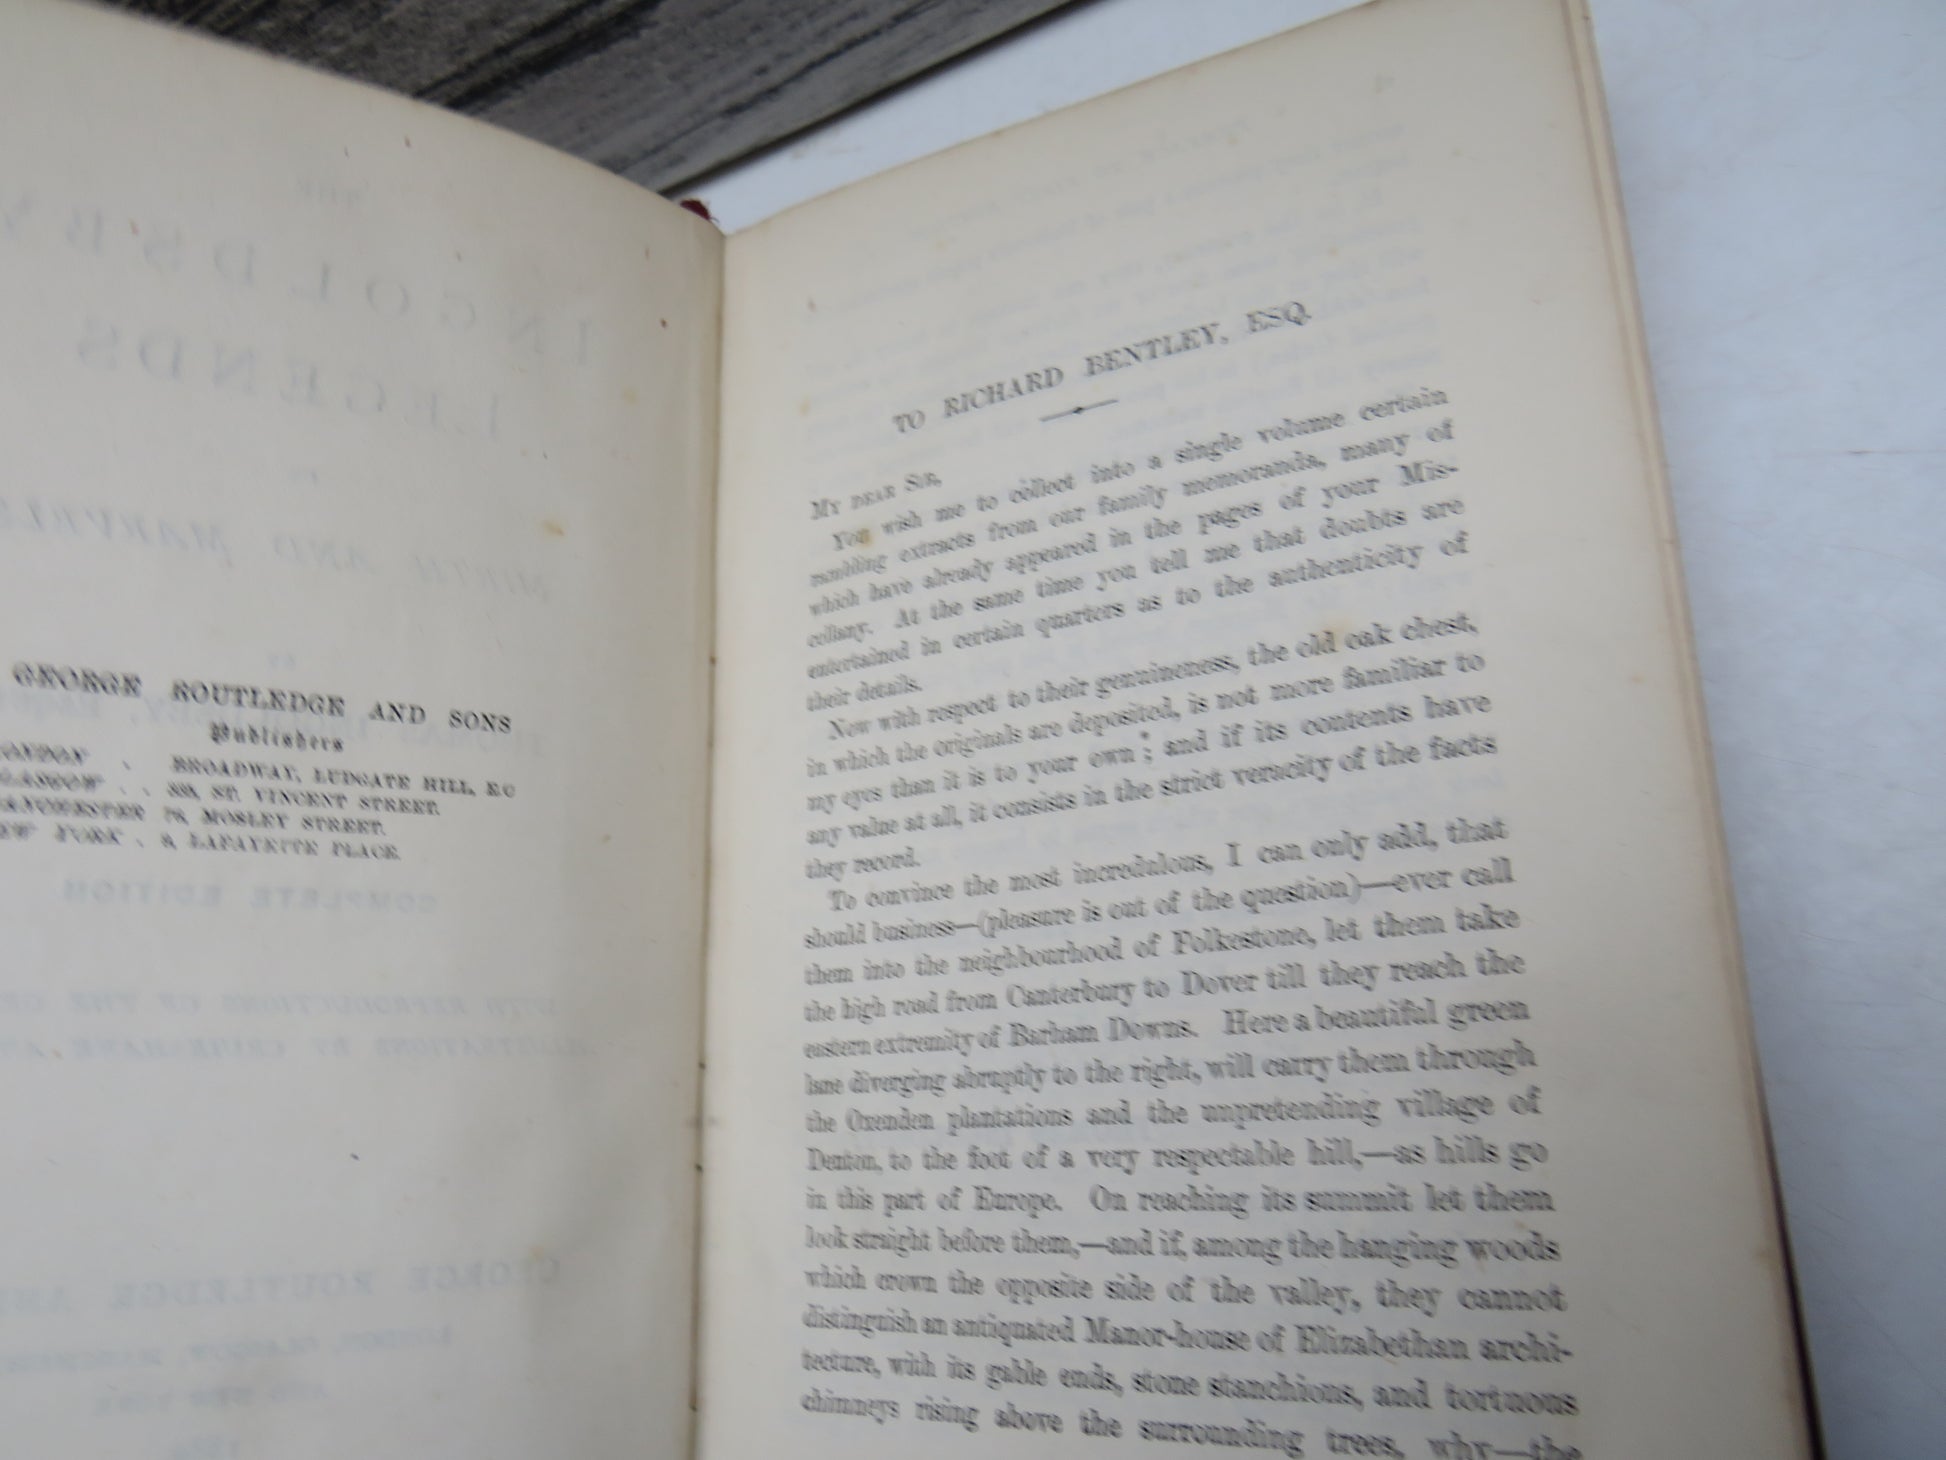 GEORGE ROUTLEDGE AND SONS
Publishers
LONDON . BROADWAY, LUDGATE HILL, E.C
GLASGOW . . ST. VINCENT STREET.
MANCHESTER 76, MOSLEY STREET.
NEW YORK . 9, LAFAYETTE PLACE.
TO RICHARD BENTLEY, ESQ.
MY DEAR SIR,
You wish me to collect into a single volume certain
rambling extracts from our family memoranda, many of
which have already appeared in the pages of your Mis-
cellany. At the same time you tell me that doubts are
entertained in certain quarters as to the authenticity of
their details.
Now with respect to their genuineness, the old oak chest,
in which the originals are deposited, is not more familiar to
my eyes than it is to your own; and if its contents have
any value at all, it consists in the strict veracity of the facts
they record.
To convince the most incredulous, I can only add, that
should business—(pleasure is out of the question)—ever call
them into the neighbourhood of Folkestone, let them take
the high road from Canterbury to Dover till they reach the
eastern extremity of Barham Downs. Here a beautiful green
lane diverging abruptly to the right, will carry them through
the Oxenden plantations and the unpretending village of
Denton, to the foot of a very respectable hill,—as hills go
in this part of Europe. On reaching its summit let them
look straight before them,—and if, among the hanging woods
which crown the opposite side of the valley, they cannot
distinguish an antiquated Manor-house of Elizabethan archi-
tecture, with its gable ends, stone stanchions, and tortuous
chimneys rising above the surrounding trees, why—the